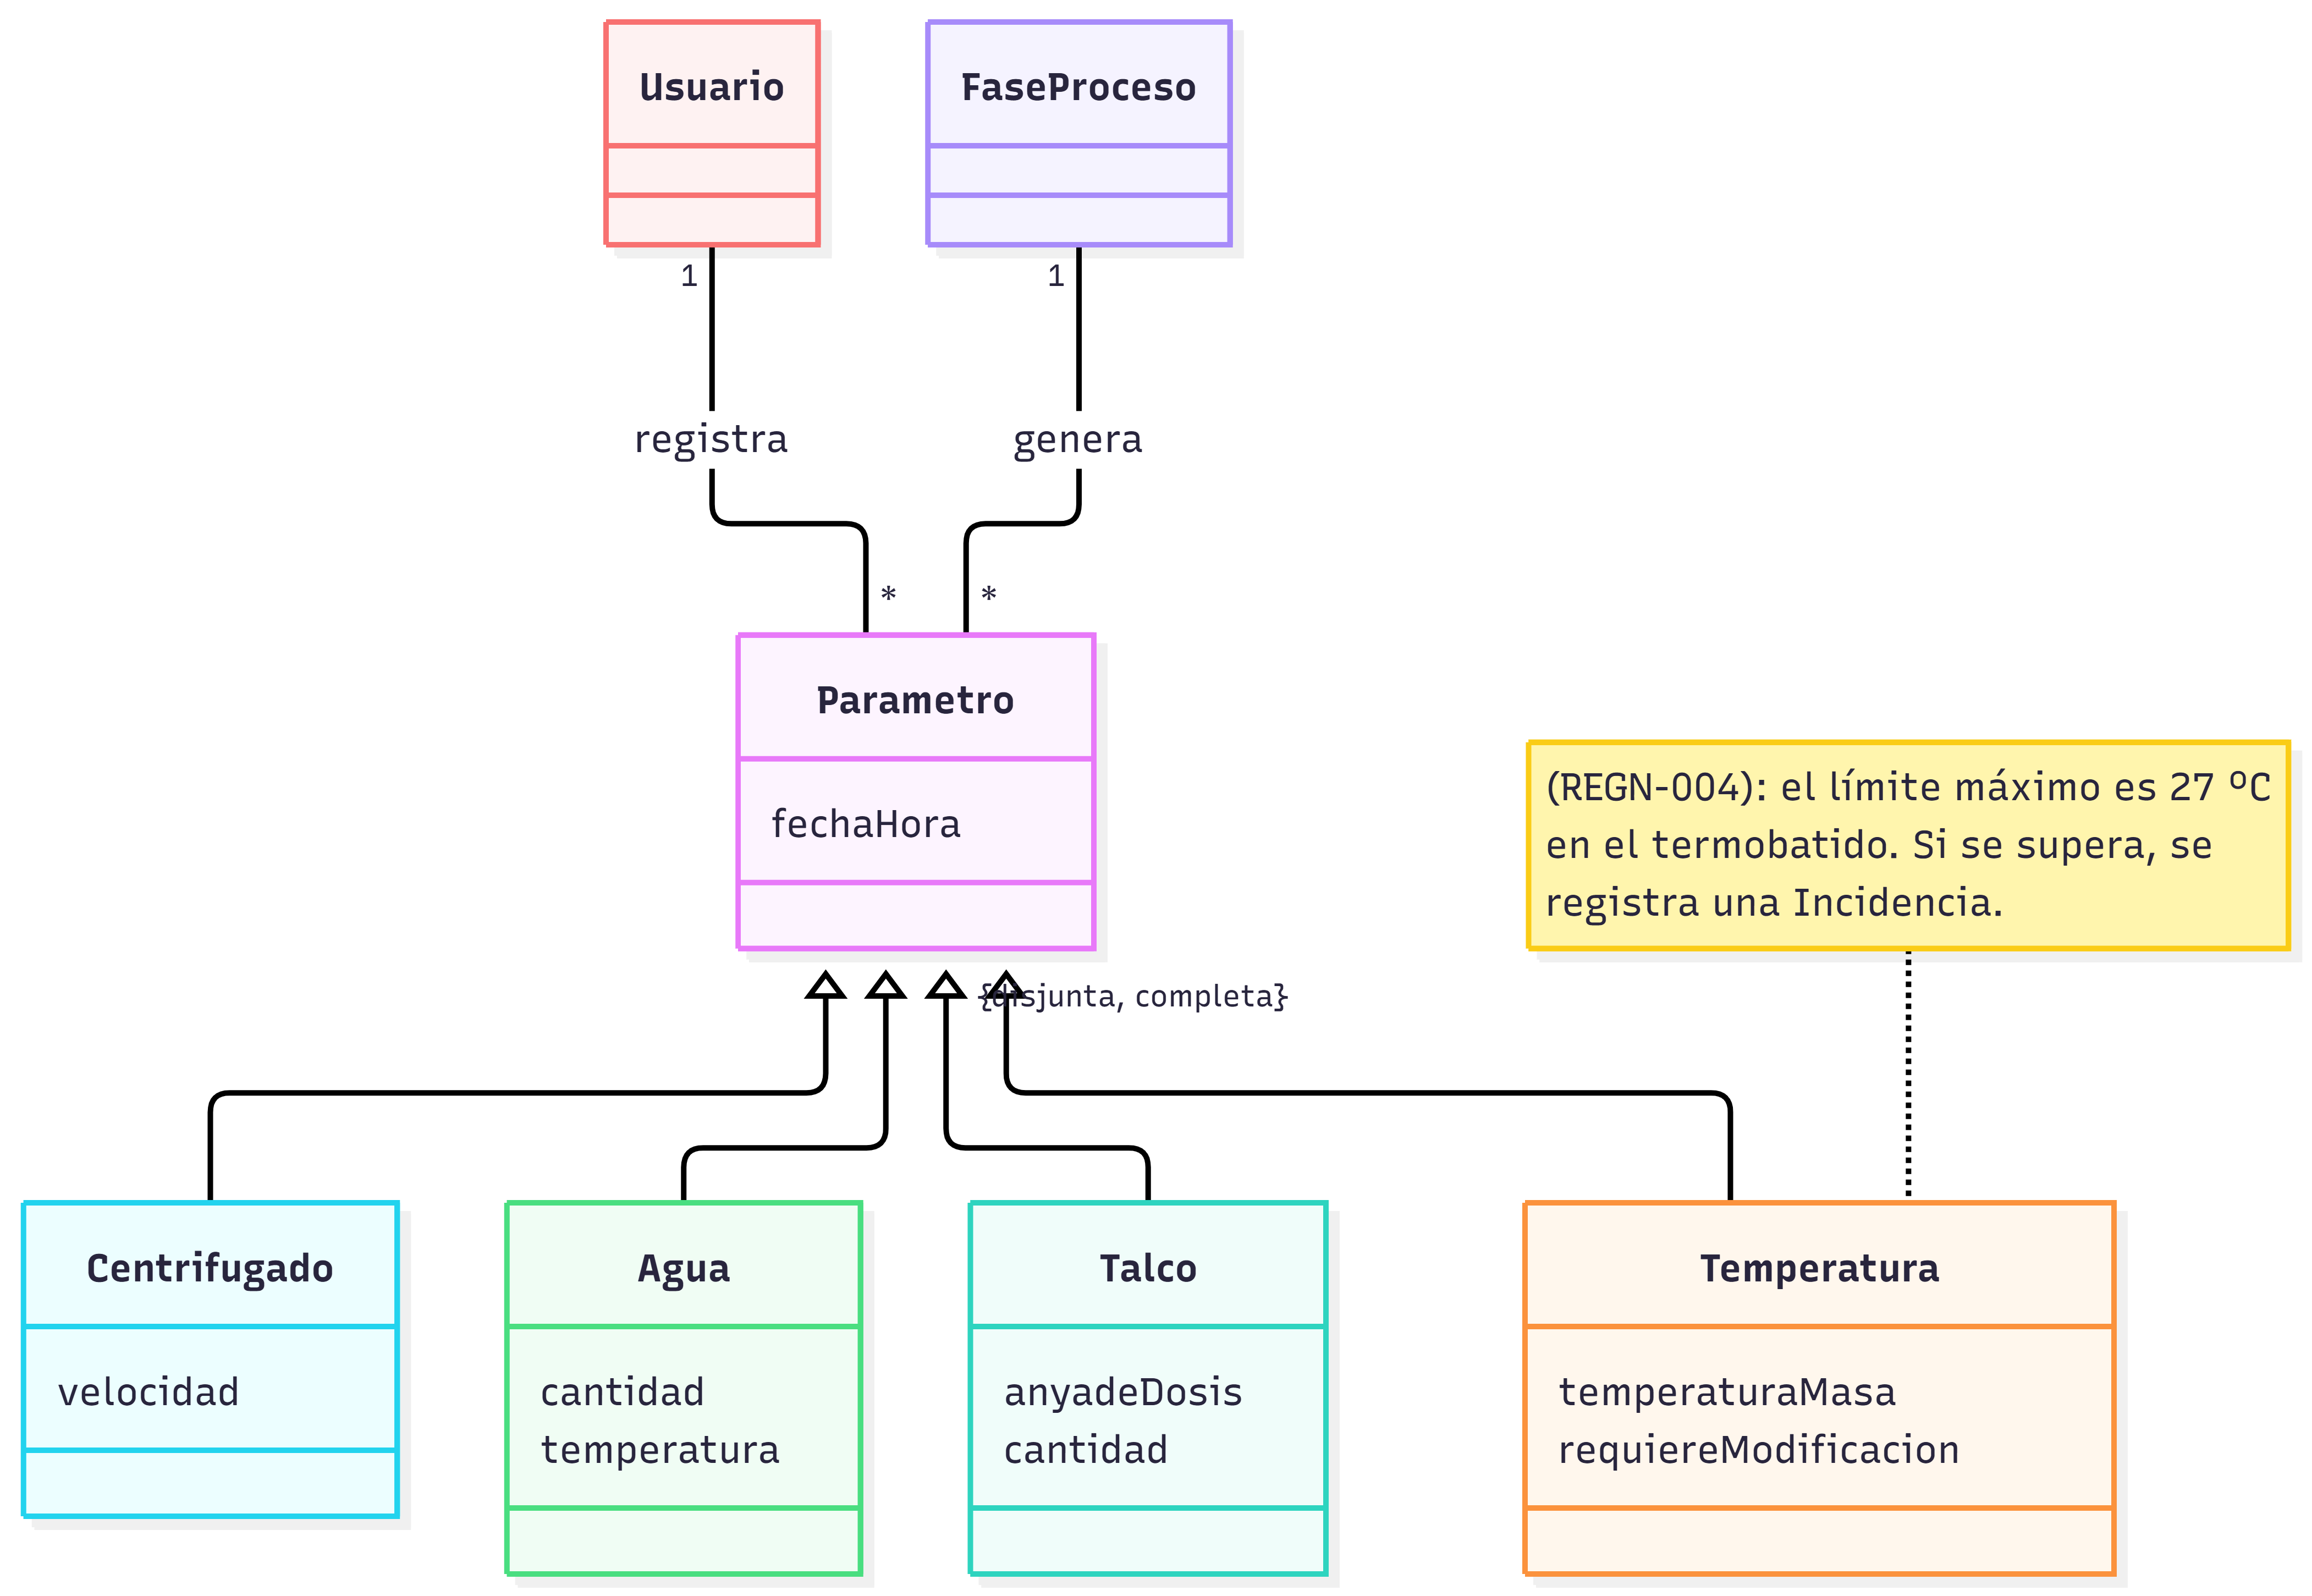 Usuario
FaseProceso
1
1
registra
genera
*
*
Parametro
fechaHora
(REGN-004): el límite máximo es 27 ºC
en el termobatido. Si se supera, se
registra una Incidencia.
{disjunta, completa}
Centrifugado
velocidad
Agua
cantidad
temperatura
Talco
anyadeDosis
cantidad
Temperatura
temperaturaMasa
requiereModificacion